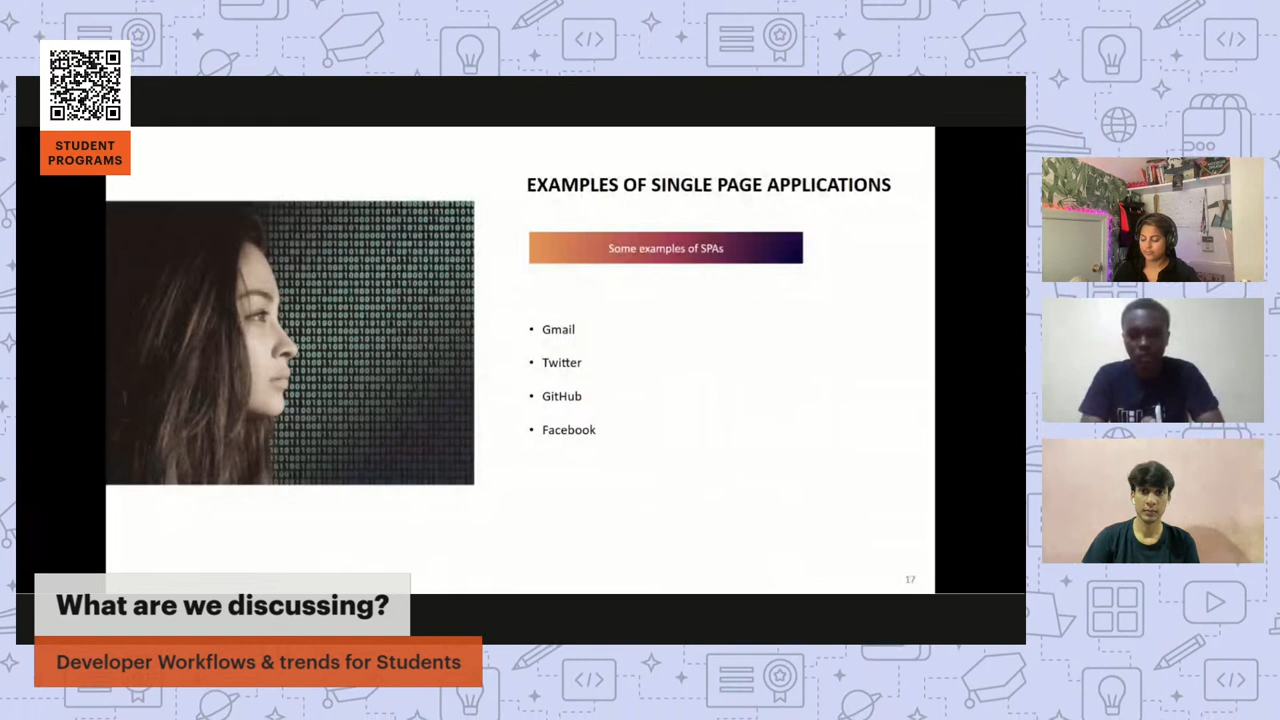 STUDENT
PROGRAMS
EXAMPLES OF SINGLE PAGE APPLICATIONS
Some examples of SPAs
• Gmail
• Twitter
• GitHub
• Facebook
17
What are we discussing?
Developer Workflows & trends for Students